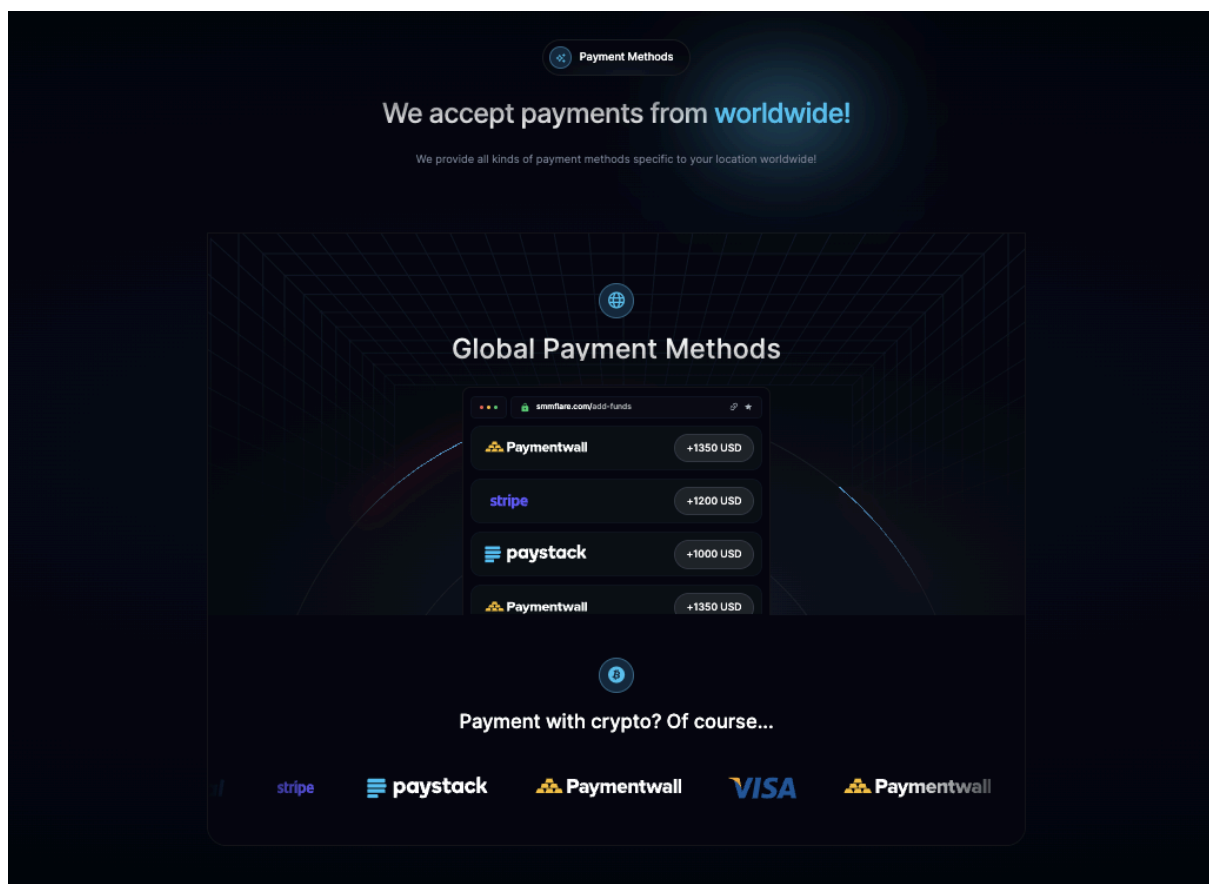 Payment Methods
We accept payments from worldwide!
We provide all kinds of payment methods specific to your location worldwide!
Global Payment Methods
smmflare.com/add-funds
Paymentwall +1350 USD
stripe +1200 USD
paystack +1000 USD
Paymentwall +1350 USD
Payment with crypto? Of course...
stripe paystack Paymentwall VISA Paymentwall